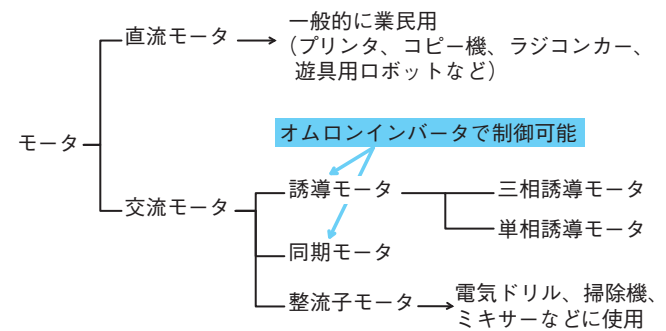 直流モータ
一般的に業民用
（プリンタ、コピー機、ラジコンカー、
遊具用ロボットなど）
モータ
オムロンインバータで制御可能
交流モータ
誘導モータ
三相誘導モータ
単相誘導モータ
同期モータ
整流子モータ
電気ドリル、掃除機、
ミキサーなどに使用